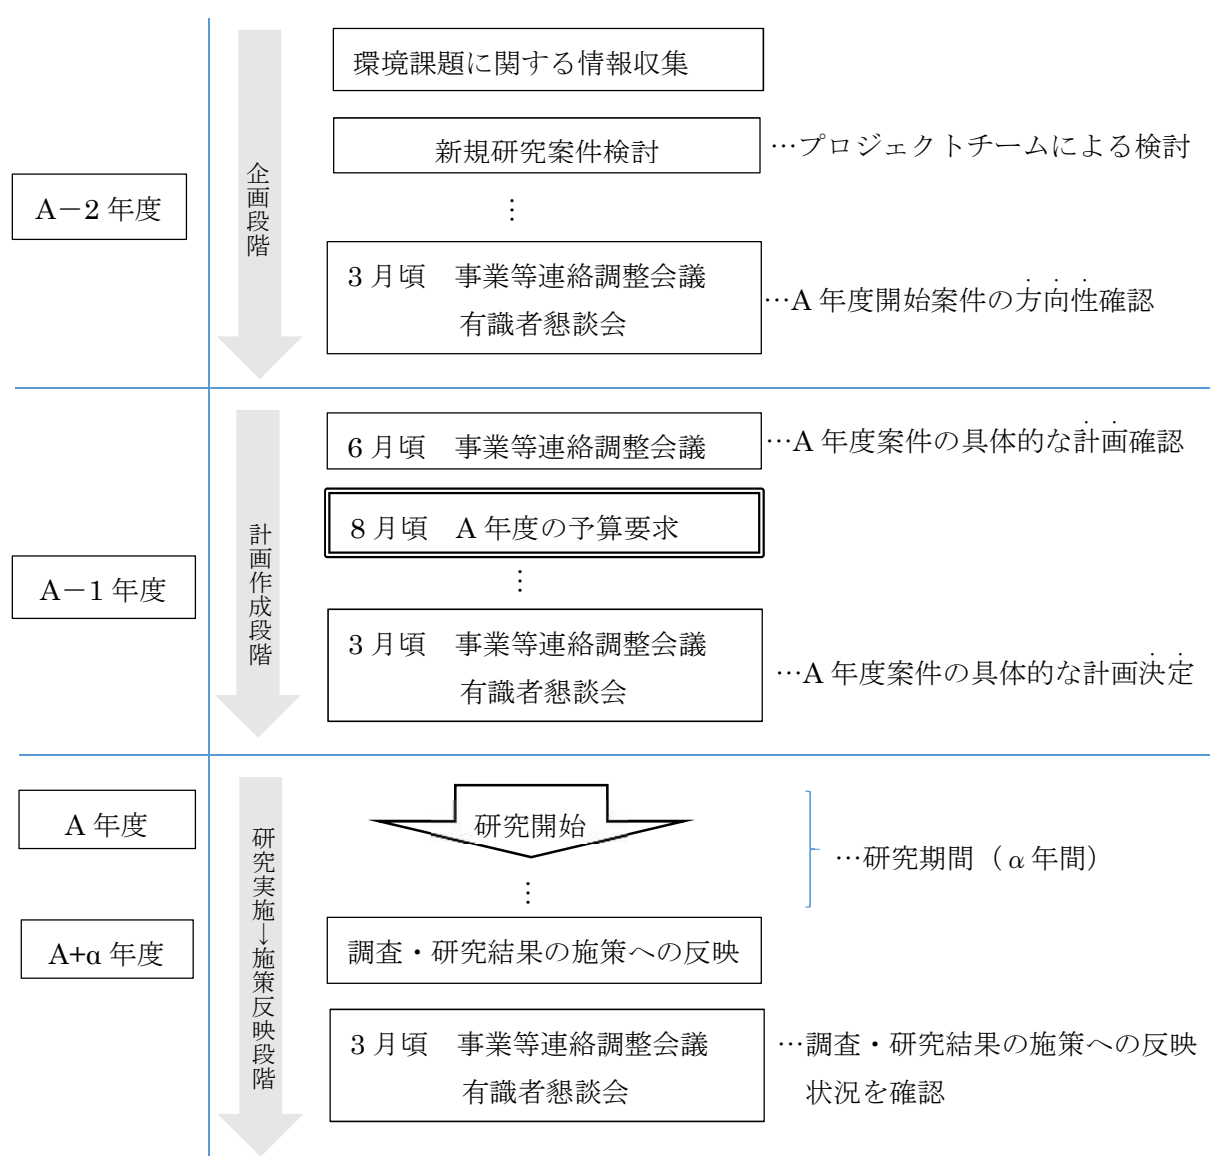 環境課題に関する情報収集
新規研究案件検討
…プロジェクトチームによる検討
A－2 年度
企画段階
⋮
3 月頃　事業等連絡調整会議
有識者懇談会
…A 年度開始案件の方向性確認
6 月頃　事業等連絡調整会議
…A 年度案件の具体的な計画確認
8 月頃　A 年度の予算要求
A－1 年度
計画作成段階
⋮
3 月頃　事業等連絡調整会議
有識者懇談会
…A 年度案件の具体的な計画決定
A 年度
研究実施→施策反映段階
研究開始
…研究期間（α年間）
⋮
A+α 年度
調査・研究結果の施策への反映
3 月頃　事業等連絡調整会議
有識者懇談会
…調査・研究結果の施策への反映
状況を確認